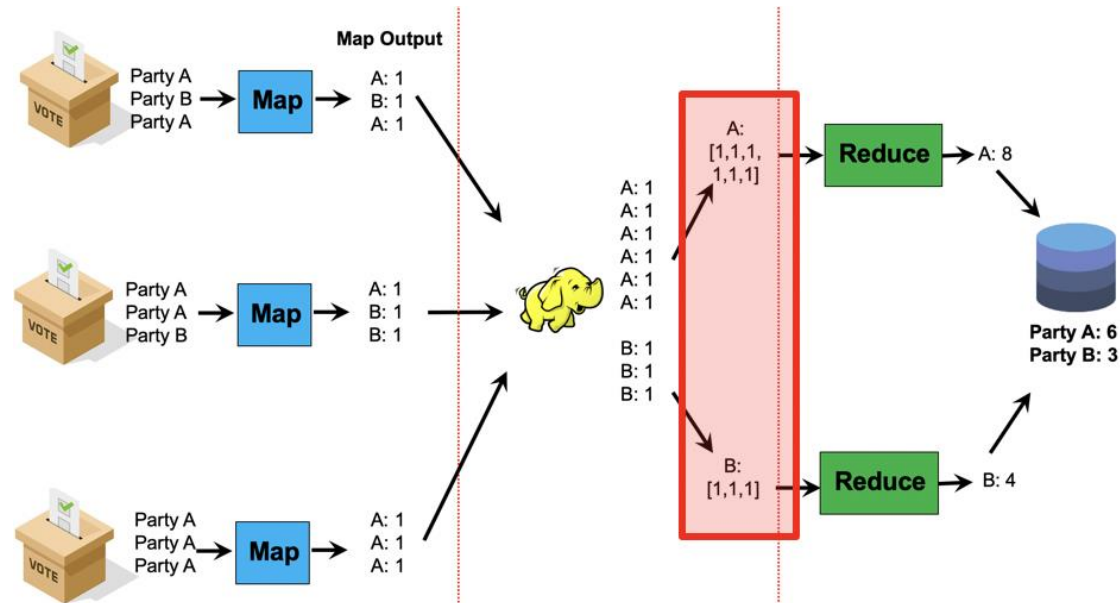 Map Output
VOTE
Party A
Party B
Party A
Map
A: 1
B: 1
A: 1
VOTE
Party A
Party A
Party B
Map
A: 1
B: 1
B: 1
VOTE
Party A
Party A
Party A
Map
A: 1
A: 1
A: 1
A: 1
A: 1
A: 1
A: 1
A: 1
A: 1
B: 1
B: 1
B: 1
A:
[1,1,1,
1,1,1]
Reduce
A: 8
B:
[1,1,1]
Reduce
B: 4
Party A: 6
Party B: 3